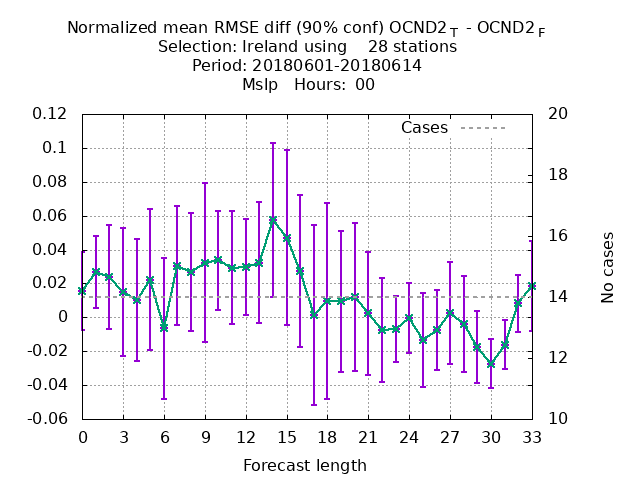 Normalized mean RMSE diff (90% conf) OCND2 T - OCND2 F
Selection: Ireland using 28 stations
Period: 20180601-20180614
Mslp Hours: 00
Cases
0.12
0.1
0.08
0.06
0.04
0.02
0
-0.02
-0.04
-0.06
20
18
16
14
12
10
No cases
0 3 6 9 12 15 18 21 24 27 30 33
Forecast length